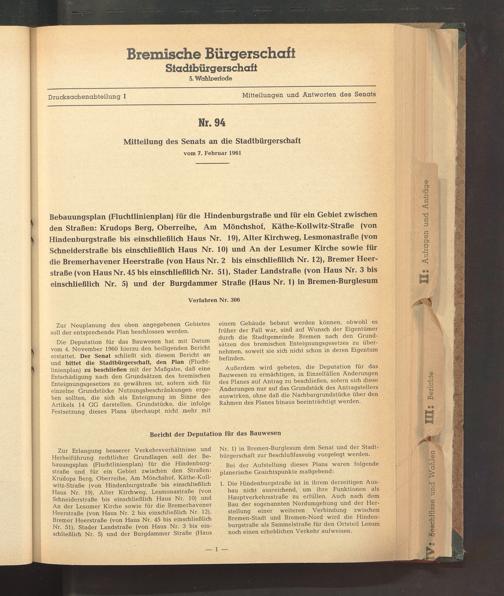 Bremische Bürgerschaft
Stadtbürgerschaft
5. Wahlperiode
Drucksachenabteilung I
Mitteilungen und Antworten des Senats
Nr. 94
Mitteilung des Senats an die Stadtbürgerschaft
vom 7. Februar 1961
Bebauungsplan (Fluchtlinienplan) für die Hindenburgstraße und für ein Gebiet zwischen
den Straßen: Krudops Berg, Oberreihe, Am Mönchshof, Käthe-Kollwitz-Straße (von
Hindenburgstraße bis einschließlich Haus Nr. 19), Alter Kirchweg, Lesmonastraße (von
Schneiderstraße bis einschließlich Haus Nr. 10) und An der Lesumer Kirche sowie für
die Bremerhavener Heerstraße (von Haus Nr. 2 bis einschließlich Nr. 12), Bremer Heer-
straße (von Haus Nr. 45 bis einschließlich Nr. 51), Stader Landstraße (von Haus Nr. 3 bis
einschließlich Nr. 5) und der Burgdammer Straße (Haus Nr. 1) in Bremen-Burglesum
Verfahren Nr. 306
Zur Neuplanung des oben angegebenen Gebietes
soll der entsprechende Plan beschlossen werden.
Die Deputation für das Bauwesen hat mit Datum
vom 4. November 1960 hierzu den beiliegenden Bericht
erstattet. Der Senat schließt sich diesem Bericht an
und bittet die Stadtbürgerschaft, den Plan (Flucht-
linienplan) zu beschließen mit der Maßgabe, daß eine
Entschädigung nach den Grundsätzen des bremischen
Enteignungsgesetzes zu gewähren ist, sofern sich für
einzelne Grundstücke Nutzungsbeschränkungen erge-
ben sollten, die sich als Enteignung im Sinne des
Artikels 14 GG darstellen. Grundstücke, die infolge
Festsetzung dieses Plans überhaupt nicht mehr mit
einem Gebäude bebaut werden können, obwohl es
früher der Fall war, sind auf Wunsch der Eigentümer
durch die Stadtgemeinde Bremen nach den Grund-
sätzen des bremischen Enteignungsgesetzes zu über-
nehmen, soweit sie sich nicht schon in deren Eigentum
befinden.
Außerdem wird gebeten, die Deputation für das
Bauwesen zu ermächtigen, in Einzelfällen Änderungen
des Planes auf Antrag zu beschließen, sofern sich diese
Änderungen nur auf das Grundstück des Antragstellers
auswirken, ohne daß die Nachbargrundstücke über den
Rahmen des Planes hinaus beeinträchtigt werden.
Bericht der Deputation für das Bauwesen
Zur Erlangung besserer Verkehrsverhältnisse und
Herbeiführung rechtlicher Grundlagen soll der Be-
bauungsplan (Fluchtlinienplan) für die Hindenburg-
straße und für ein Gebiet zwischen den Straßen:
Krudops Berg, Oberreihe, Am Mönchshof, Käthe-Koll-
witz-Straße (von Hindenburgstraße bis einschließlich
Haus Nr. 19), Alter Kirchweg, Lesmonastraße (von
Schneiderstraße bis einschließlich Haus Nr. 10) und
An der Lesumer Kirche sowie für die Bremerhavener
Heerstraße (von Haus Nr. 2 bis einschließlich Nr. 12),
Bremer Heerstraße (von Haus Nr. 45 bis einschließlich
Nr. 51), Stader Landstraße (von Haus Nr. 3 bis ein-
schließlich Nr. 5) und der Burgdammer Straße (Haus
Nr. 1) in Bremen-Burglesum dem Senat und der Stadt-
bürgerschaft zur Beschlußfassung vorgelegt werden.
Bei der Aufstellung dieses Plans waren folgende
planerische Gesichtspunkte maßgebend:
1. Die Hindenburgstraße ist in ihrem derzeitigen Aus-
bau nicht ausreichend, um ihre Funktionen als
Hauptverkehrsstraße zu erfüllen. Auch nach dem
Bau der sogenannten Nordumgehung und der Her-
stellung einer weiteren Verbindung zwischen
Bremen-Stadt und Bremen-Nord wird die Hinden-
burgstraße als Sammelstraße für den Ortsteil Lesum
noch einen erheblichen Verkehr aufweisen.
— 1 —
II: Anfragen und Anträge
III: Berichte
IV: Beschlüsse und Wahlen